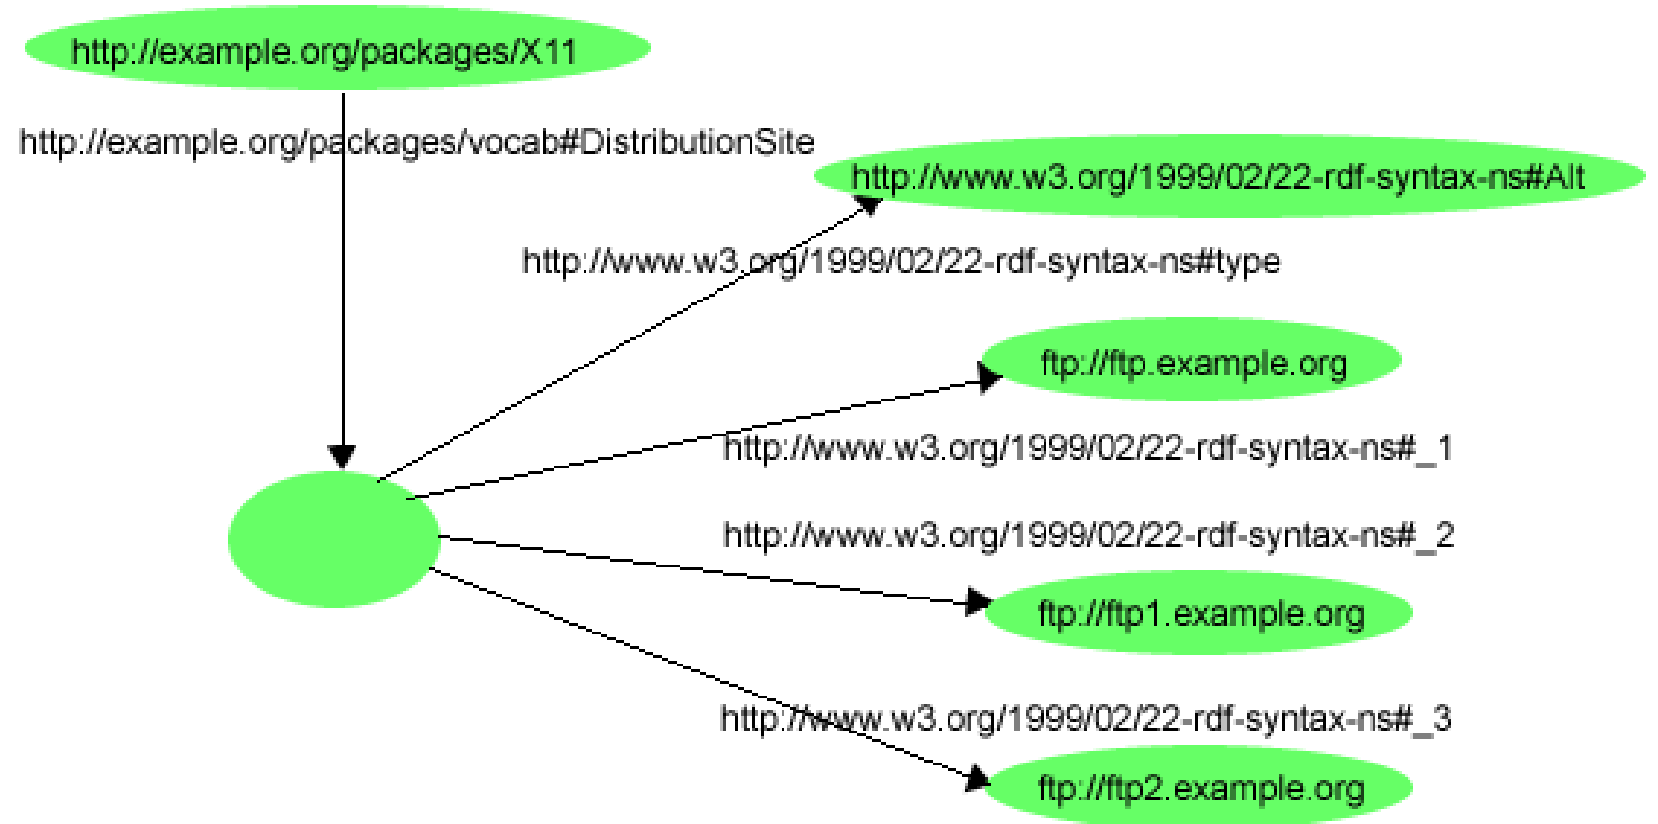 http://example.org/packages/X11
http://example.org/packages/vocab#DistributionSite
http://www.w3.org/1999/02/22-rdf-syntax-ns#Alt
http://www.w3.org/1999/02/22-rdf-syntax-ns#type
ftp://ftp.example.org
http://www.w3.org/1999/02/22-rdf-syntax-ns#_1
http://www.w3.org/1999/02/22-rdf-syntax-ns#_2
ftp://ftp1.example.org
http://www.w3.org/1999/02/22-rdf-syntax-ns#_3
ftp://ftp2.example.org